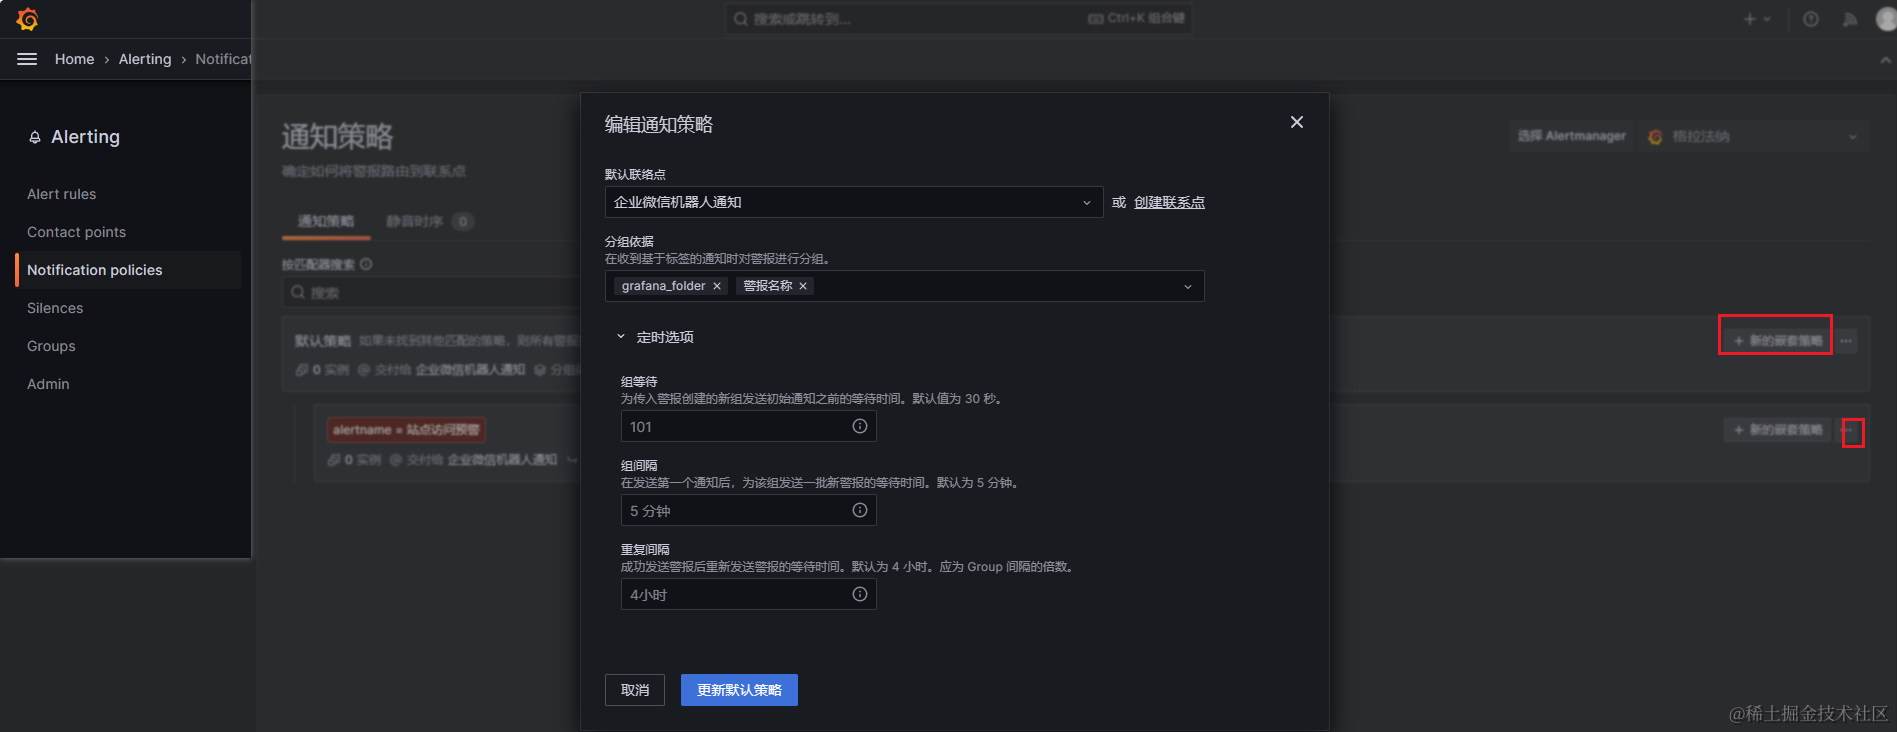 搜索或跳转到...
Ctrl+K 组合键
Home › Alerting › Notificat
Alerting
Alert rules
Contact points
Notification policies
Silences
Groups
Admin
通知策略
确定如何将警报路由到联系点
选择 Alertmanager
格拉法纳
通知策略
静音时序 0
按匹配器搜索
搜索
默认策略 如果未找到其他匹配的策略，则所有警报
0 实例 交付给 企业微信机器人通知 分组
+ 新的嵌套策略
alertname = 站点访问预警
0 实例 交付给 企业微信机器人通知
+ 新的嵌套策略
编辑通知策略
默认联络点
企业微信机器人通知
或 创建联系点
分组依据
在收到基于标签的通知时对警报进行分组。
grafana_folder 警报名称
定时选项
组等待
为传入警报创建的新组发送初始通知之前的等待时间。默认值为 30 秒。
101
组间隔
在发送第一个通知后，为该组发送一批新警报的等待时间。默认为 5 分钟。
5 分钟
重复间隔
成功发送警报后重新发送警报的等待时间。默认为 4 小时。应为 Group 间隔的倍数。
4小时
取消
更新默认策略
@稀土掘金技术社区